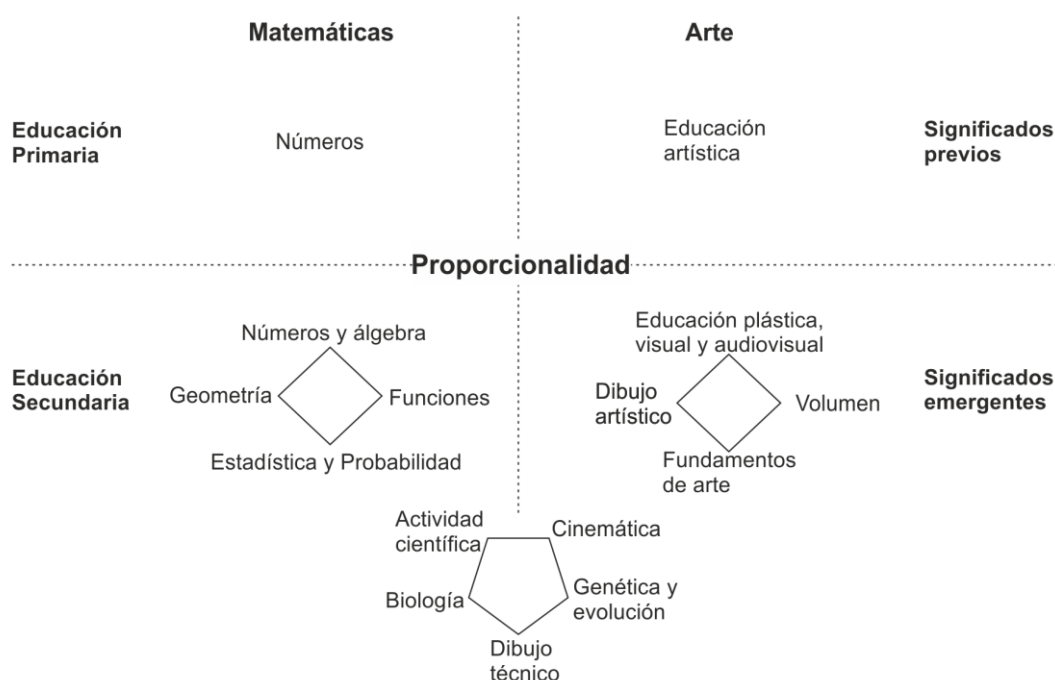 Matemáticas
Arte
Educación
Primaria
Números
Educación
artística
Significados
previos
Proporcionalidad
Educación
Secundaria
Números y álgebra
Geometría
Funciones
Estadística y Probabilidad
Educación plástica,
visual y audiovisual
Dibujo
artístico
Volumen
Fundamentos
de arte
Significados
emergentes
Actividad
científica
Cinemática
Biología
Genética y
evolución
Dibujo
técnico